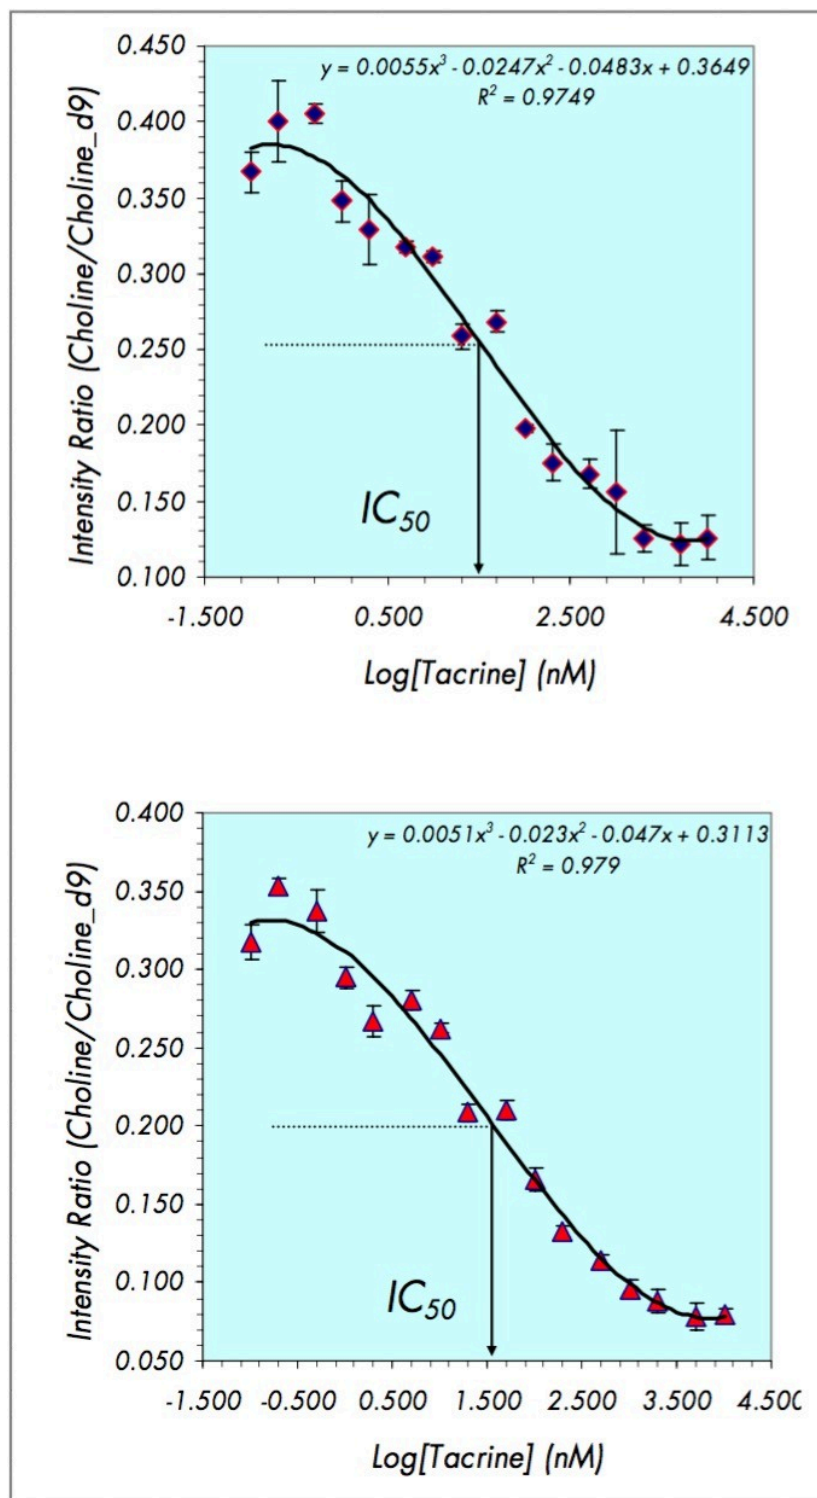 y = 0.0055x³ - 0.0247x² - 0.0483x + 0.3649
R² = 0.9749
Intensity Ratio (Choline/Choline_d9)
0.450
0.400
0.350
0.300
0.250
0.200
0.150
0.100
IC₅₀
-1.500 0.500 2.500 4.500
Log[Tacrine] (nM)
y = 0.0051x³ - 0.023x² - 0.047x + 0.3113
R² = 0.979
Intensity Ratio (Choline/Choline_d9)
0.400
0.350
0.300
0.250
0.200
0.150
0.100
0.050
IC₅₀
-1.500 -0.500 0.500 1.500 2.500 3.500 4.500
Log[Tacrine] (nM)